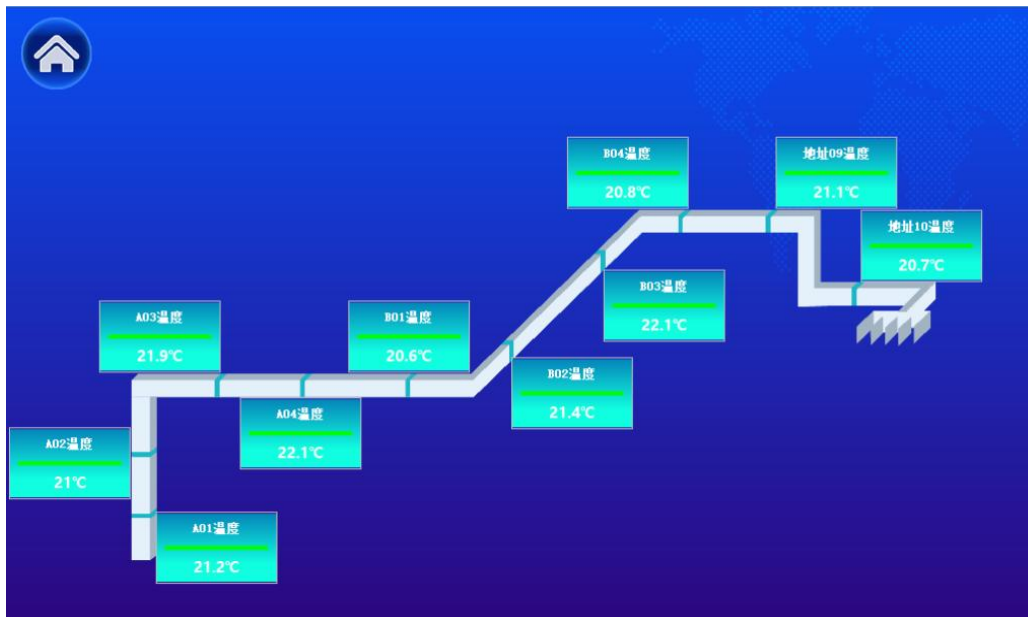 B04温度
20.8℃
地址09温度
21.1℃
地址10温度
20.7℃
B03温度
22.1℃
A03温度
21.9℃
B01温度
20.6℃
B02温度
21.4℃
A04温度
22.1℃
A02温度
21℃
A01温度
21.2℃